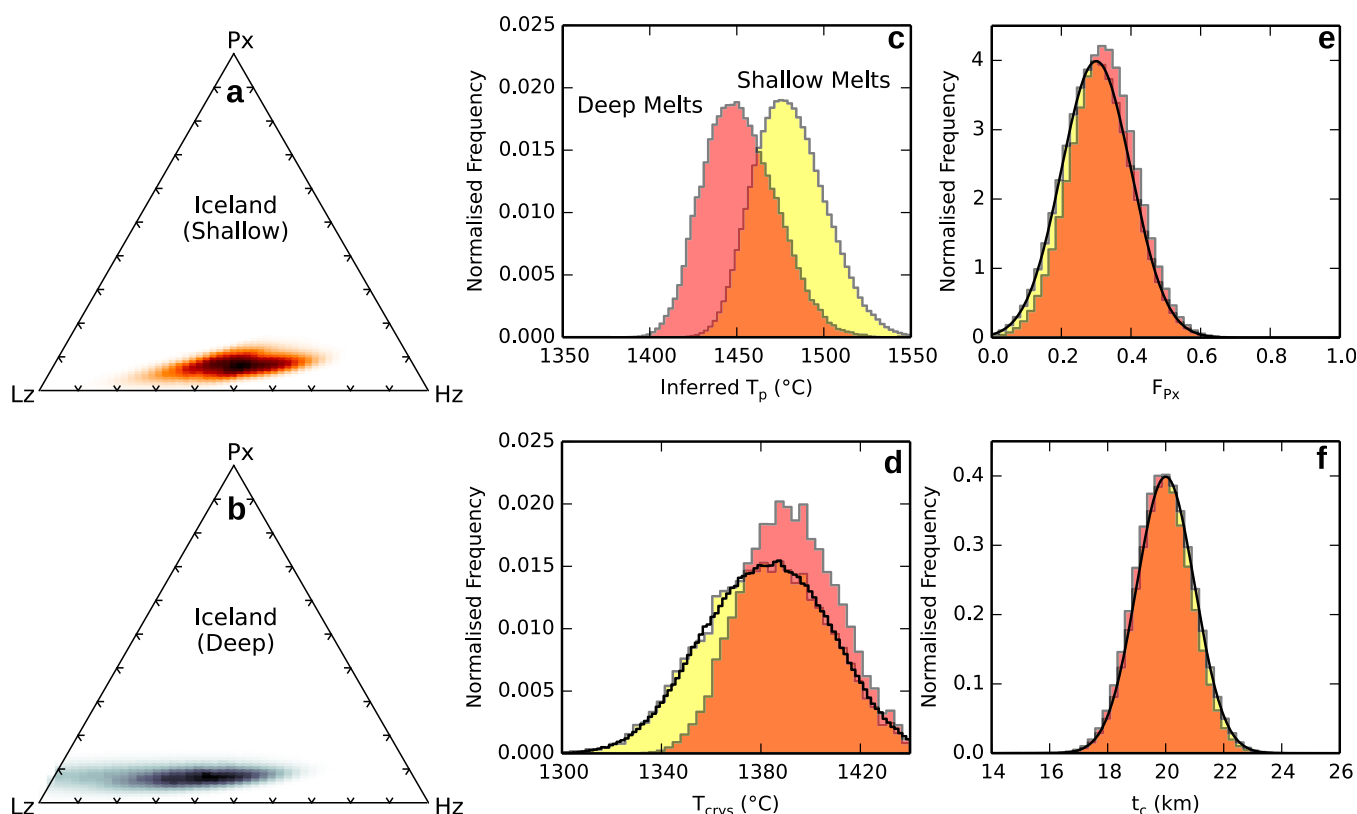 Px
a
Iceland
(Shallow)
Lz
Hz
Px
b
Iceland
(Deep)
Lz
Hz
c
Normalised Frequency
0.025
0.020
0.015
0.010
0.005
0.000
Shallow Melts
Deep Melts
1350 1400 1450 1500 1550
Inferred Tp (°C)
e
Normalised Frequency
4
3
2
1
0
0.0 0.2 0.4 0.6 0.8 1.0
FPx
d
Normalised Frequency
0.025
0.020
0.015
0.010
0.005
0.000
1300 1340 1380 1420
Tcrys (°C)
f
Normalised Frequency
0.4
0.3
0.2
0.1
0.0
14 16 18 20 22 24 26
tc (km)